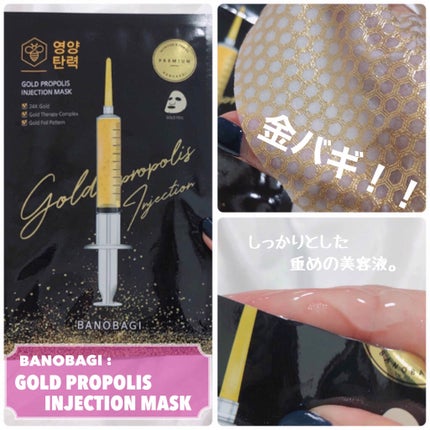 영양
탄력
GOLD PROPOLIS
INJECTION MASK
24K Gold
Gold Therapy Complex
Gold Foil Pattern
PREMIUM
BANOBAGI
Gold propolis
Injection
BANOBAGI
BANOBAGI :
GOLD PROPOLIS
INJECTION MASK
金バギ!!
しっかりとした
重めの美容液。
BANOBA